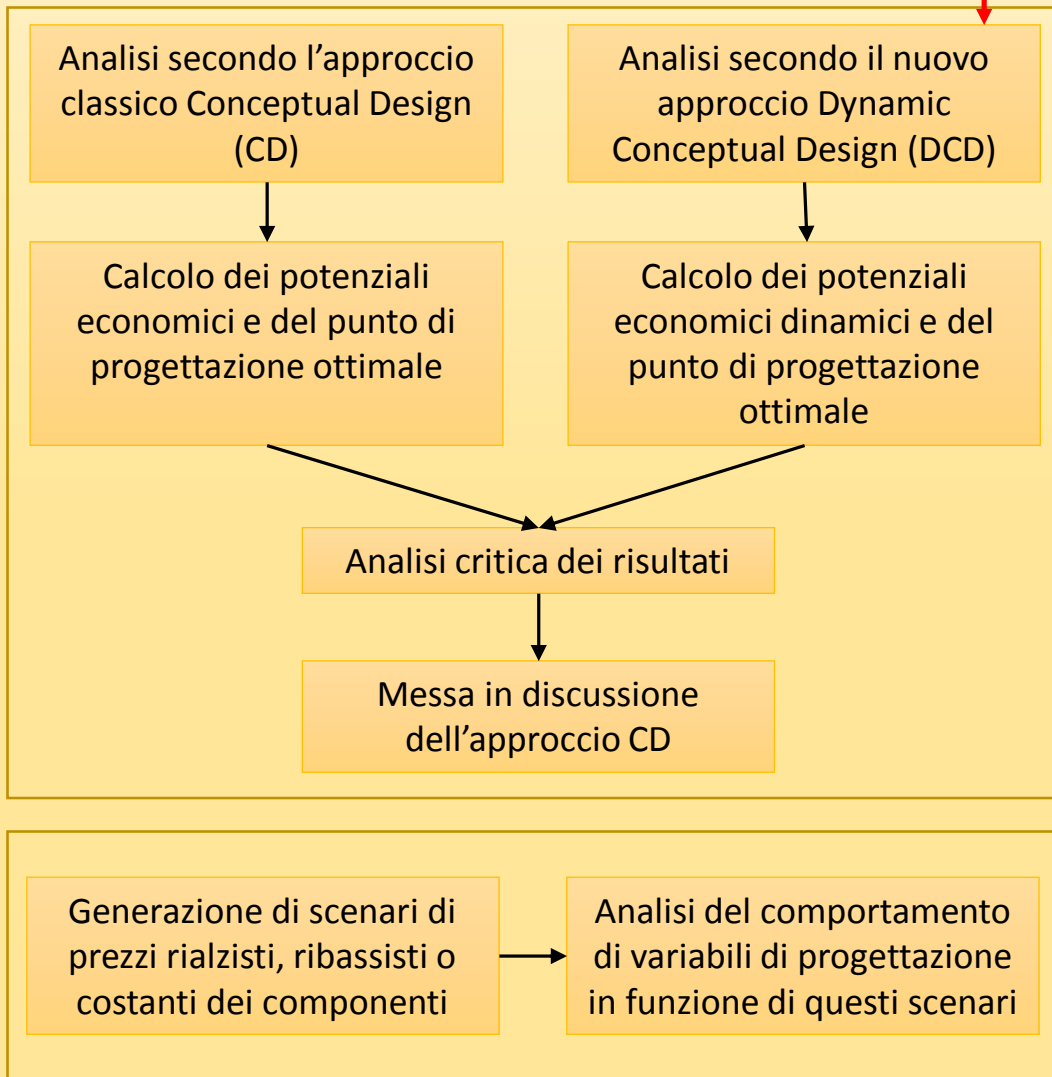 Analisi secondo l’approccio
classico Conceptual Design
(CD)
Analisi secondo il nuovo
approccio Dynamic
Conceptual Design (DCD)
Calcolo dei potenziali
economici e del punto di
progettazione ottimale
Calcolo dei potenziali
economici dinamici e del
punto di progettazione
ottimale
Analisi critica dei risultati
Messa in discussione
dell’approccio CD
Generazione di scenari di
prezzi rialzisti, ribassisti o
costanti dei componenti
Analisi del comportamento
di variabili di progettazione
in funzione di questi scenari